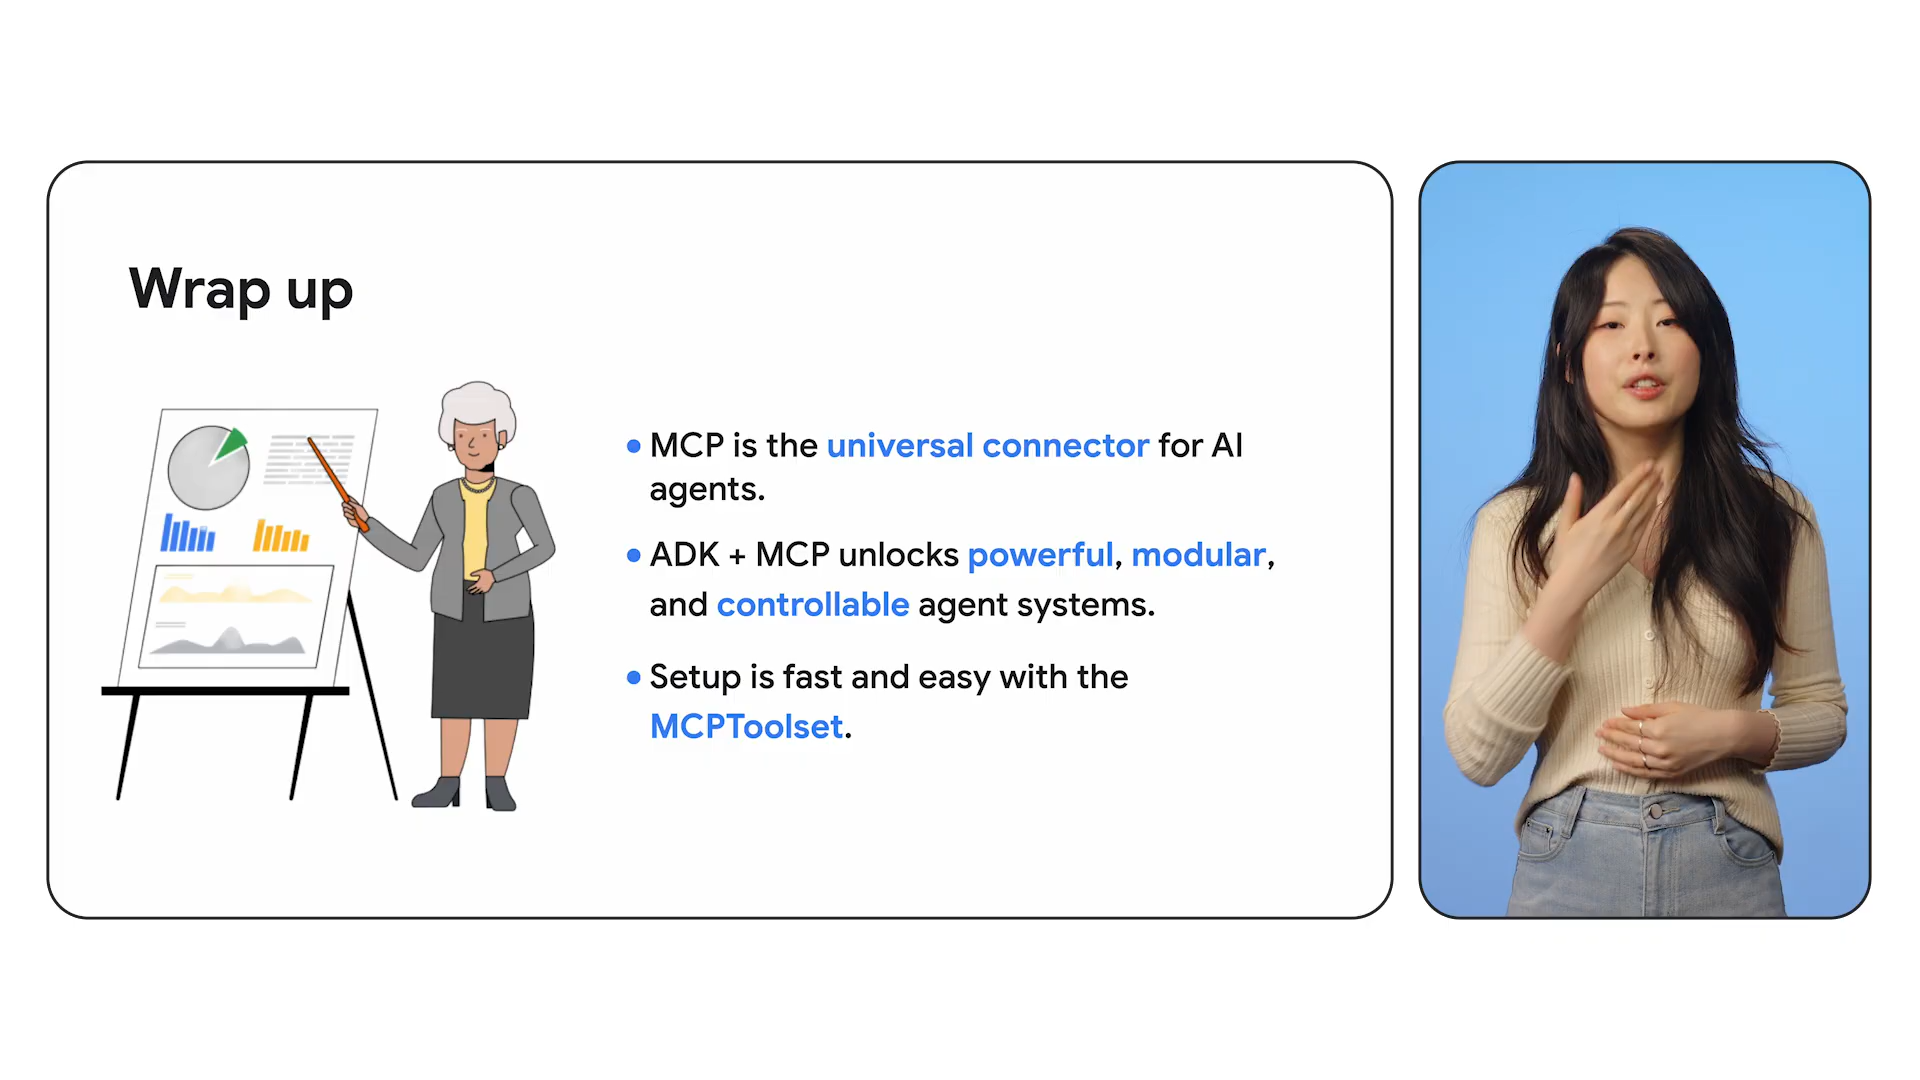 Wrap up
• MCP is the universal connector for AI
agents.
• ADK + MCP unlocks powerful, modular,
and controllable agent systems.
• Setup is fast and easy with the
MCPToolset.